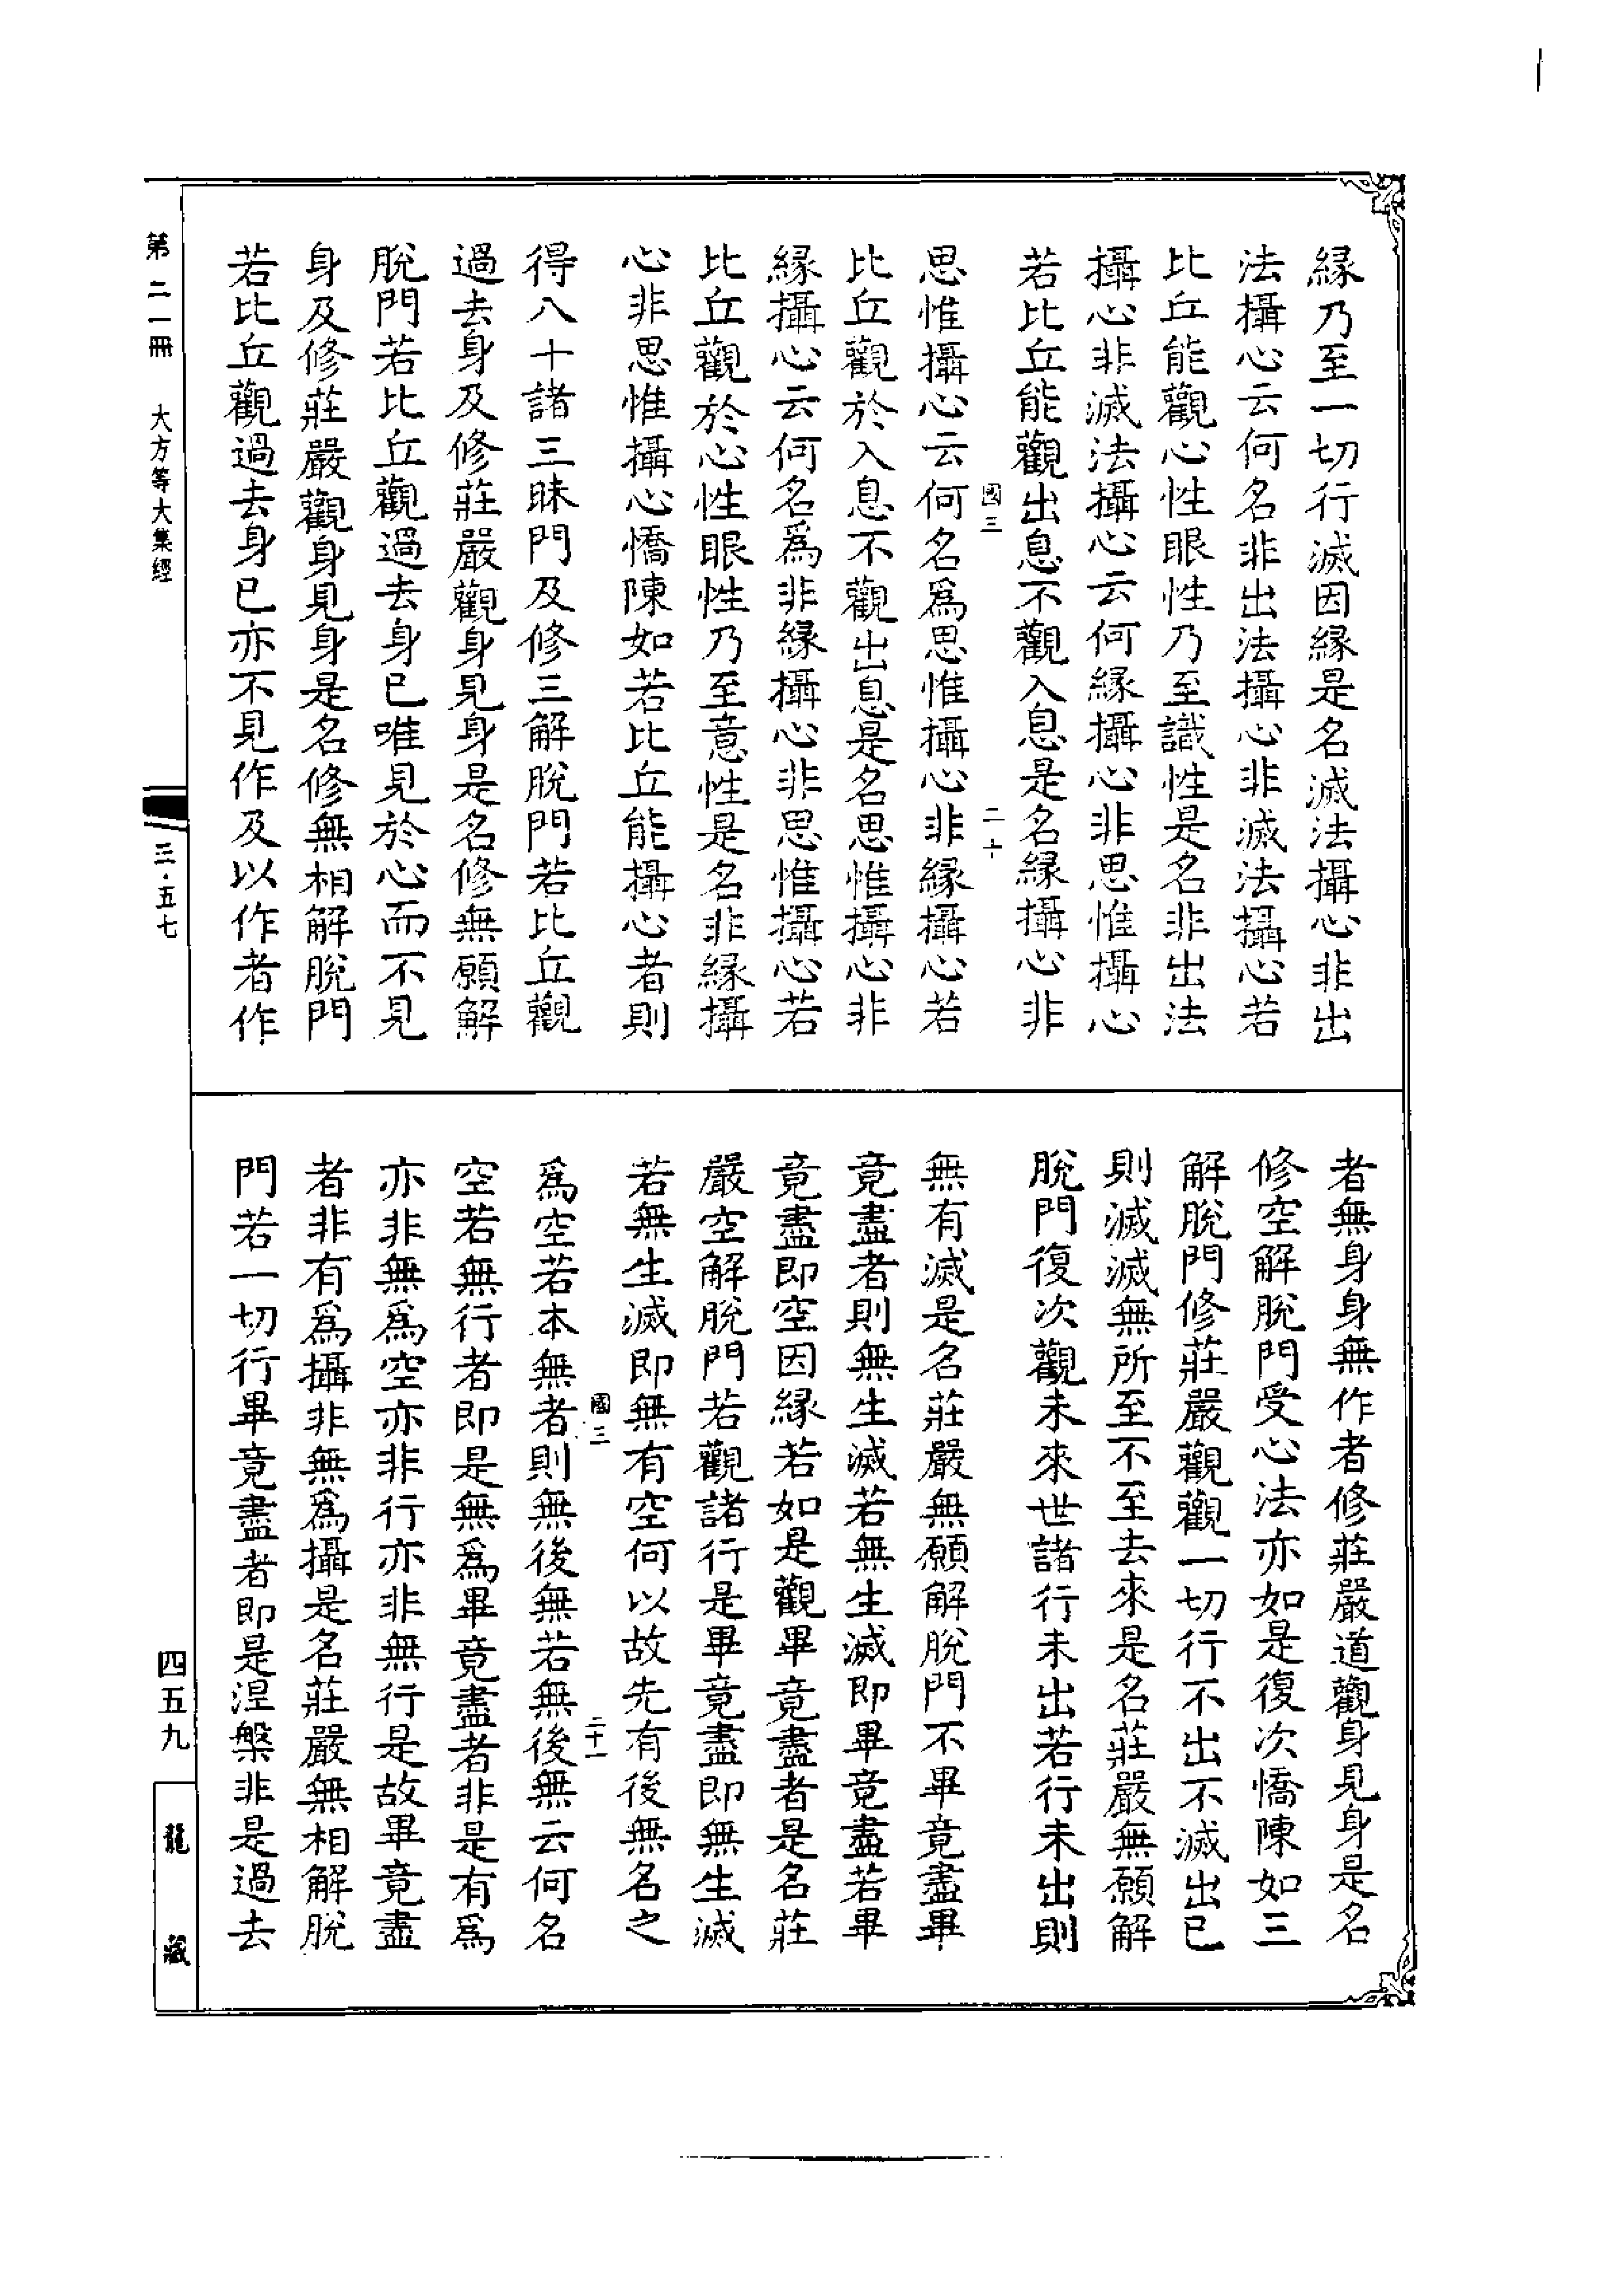 緣乃至一切行滅因緣是名滅法攝心非出
法攝心云何名非出法攝心非滅法攝心若
比丘能觀心性眼性乃至識性是名非出法
攝心非滅法攝心云何緣攝心非思惟攝心
若比丘能觀出息不觀入息是名緣攝心非
國三 二十
思惟攝心云何名爲思惟攝心非緣攝心若
比丘觀於入息不觀出息是名思惟攝心非
緣攝心云何名爲非緣攝心非思惟攝心若
比丘觀於心性眼性乃至意性是名非緣攝
心非思惟攝心憍陳如若比丘能攝心者則
得八十諸三昧門及修三解脫門若比丘觀
過去身及修莊嚴觀身見身是名修無願解
脫門若比丘觀過去身已唯見於心而不見
身及修莊嚴觀身見身是名修無相解脫門
若比丘觀過去身已亦不見作及以作者作
者無身身無作者修莊嚴道觀身見身是名
修空解脫門受心法亦如是復次憍陳如三
解脫門修莊嚴觀觀一切行不出不滅出已
則滅滅無所至不至去來是名莊嚴無願解
脫門復次觀未來世諸行未出若行未出則
無有滅是名莊嚴無願解脫門不畢竟盡畢
竟盡者則無生滅若無生滅即畢竟盡若畢
竟盡即空因緣若如是觀畢竟盡者是名莊
嚴空解脫門若觀諸行是畢竟盡即無生滅
若無生滅即無有空何以故先有後無名之
國三 二十一
爲空若本無者則無後無若無後無云何名
空若無行者即是無爲畢竟盡者非是有爲
亦非無爲空亦非行亦非無行是故畢竟盡
者非有爲攝非無爲攝是名莊嚴無相解脫
門若一切行畢竟盡者即是涅槃非是過去
第二一冊 大方等大集經
三·五七
四五九
龍藏